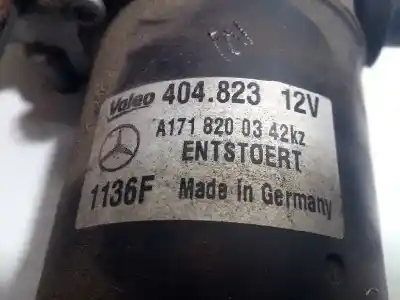 Valeo 404.823 12V
A171 820 03 42kz
ENTSTOERT
1136F Made in Germany